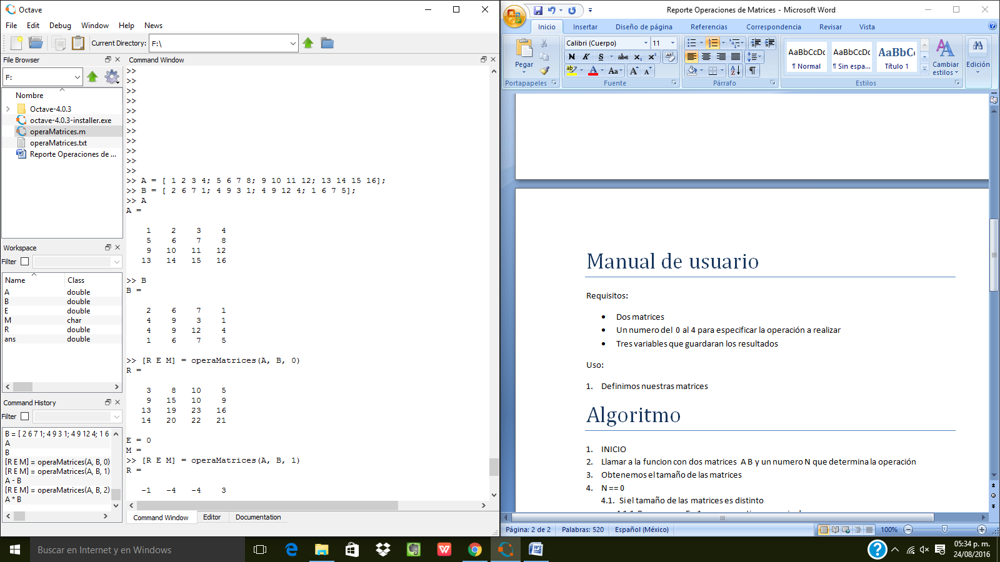 Octave
File Edit Debug Window Help News
Current Directory: F:\
File Browser
F:
Nombre
Octave-4.0.3
octave-4.0.3-installer.exe
operaMatrices.m
operaMatrices.txt
Reporte Operaciones de ...
Workspace
Filter
Name Class
A double
B double
E double
M char
R double
ans double
Command History
Filter
B = [ 2 6 7 1; 4 9 3 1; 4 9 12 4; 1 6
A
B
[R E M] = operaMatrices(A, B, 0)
[R E M] = operaMatrices(A, B, 1)
A - B
[R E M] = operaMatrices(A, B, 2)
A * B
Command Window
>>
>>
>>
>>
>>
>>
>>
>>
>>
>>
>>
>> A = [ 1 2 3 4; 5 6 7 8; 9 10 11 12; 13 14 15 16];
>> B = [ 2 6 7 1; 4 9 3 1; 4 9 12 4; 1 6 7 5];
>> A
A =
1 2 3 4
5 6 7 8
9 10 11 12
13 14 15 16
>> B
B =
2 6 7 1
4 9 3 1
4 9 12 4
1 6 7 5
>> [R E M] = operaMatrices(A, B, 0)
R =
3 8 10 5
9 15 10 9
13 19 23 16
14 20 22 21
E = 0
M =
>> [R E M] = operaMatrices(A, B, 1)
R =
-1 -4 -4 3
Command Window Editor Documentation
Reporte Operaciones de Matrices - Microsoft Word
Inicio Insertar Diseño de página Referencias Correspondencia Revisar Vista
Pegar
Portapapeles
Calibri (Cuerpo) 11
N K S abc x₂ x²
ab A Aa A A
Fuente
Párrafo
AaBbCcDc AaBbCcDc AaBbCc
¶ Normal ¶ Sin espa... Título 1
Cambiar estilos
Estilos
Edición
Manual de usuario
Requisitos:
• Dos matrices
• Un numero del 0 al 4 para especificar la operación a realizar
• Tres variables que guardaran los resultados
Uso:
1. Definimos nuestras matrices
Algoritmo
1. INICIO
2. Llamar a la funcion con dos matrices A B y un numero N que determina la operación
3. Obtenemos el tamaño de las matrices
4. N == 0
4.1. Si el tamaño de las matrices es distinto
Página: 2 de 2 Palabras: 520 Español (México) 100%
Buscar en Internet y en Windows
05:34 p. m.
24/08/2016